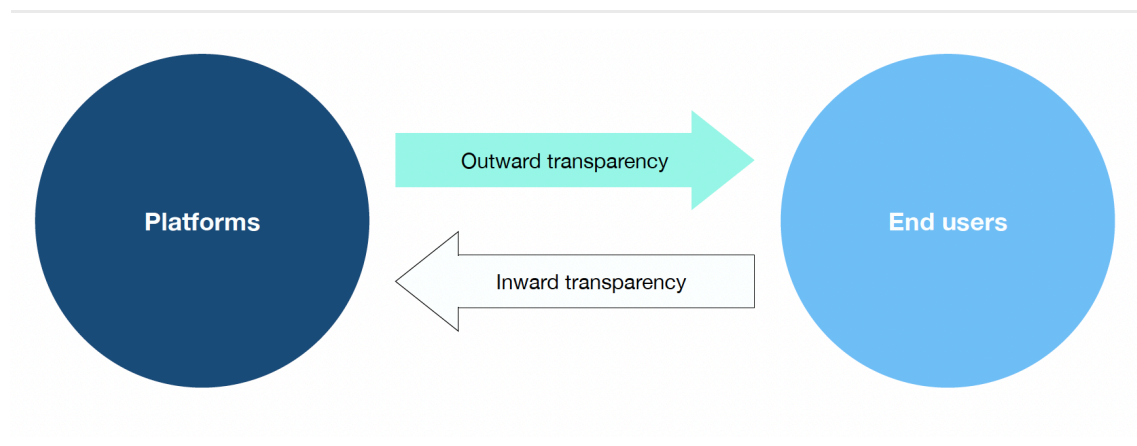 Platforms
Outward transparency
Inward transparency
End users